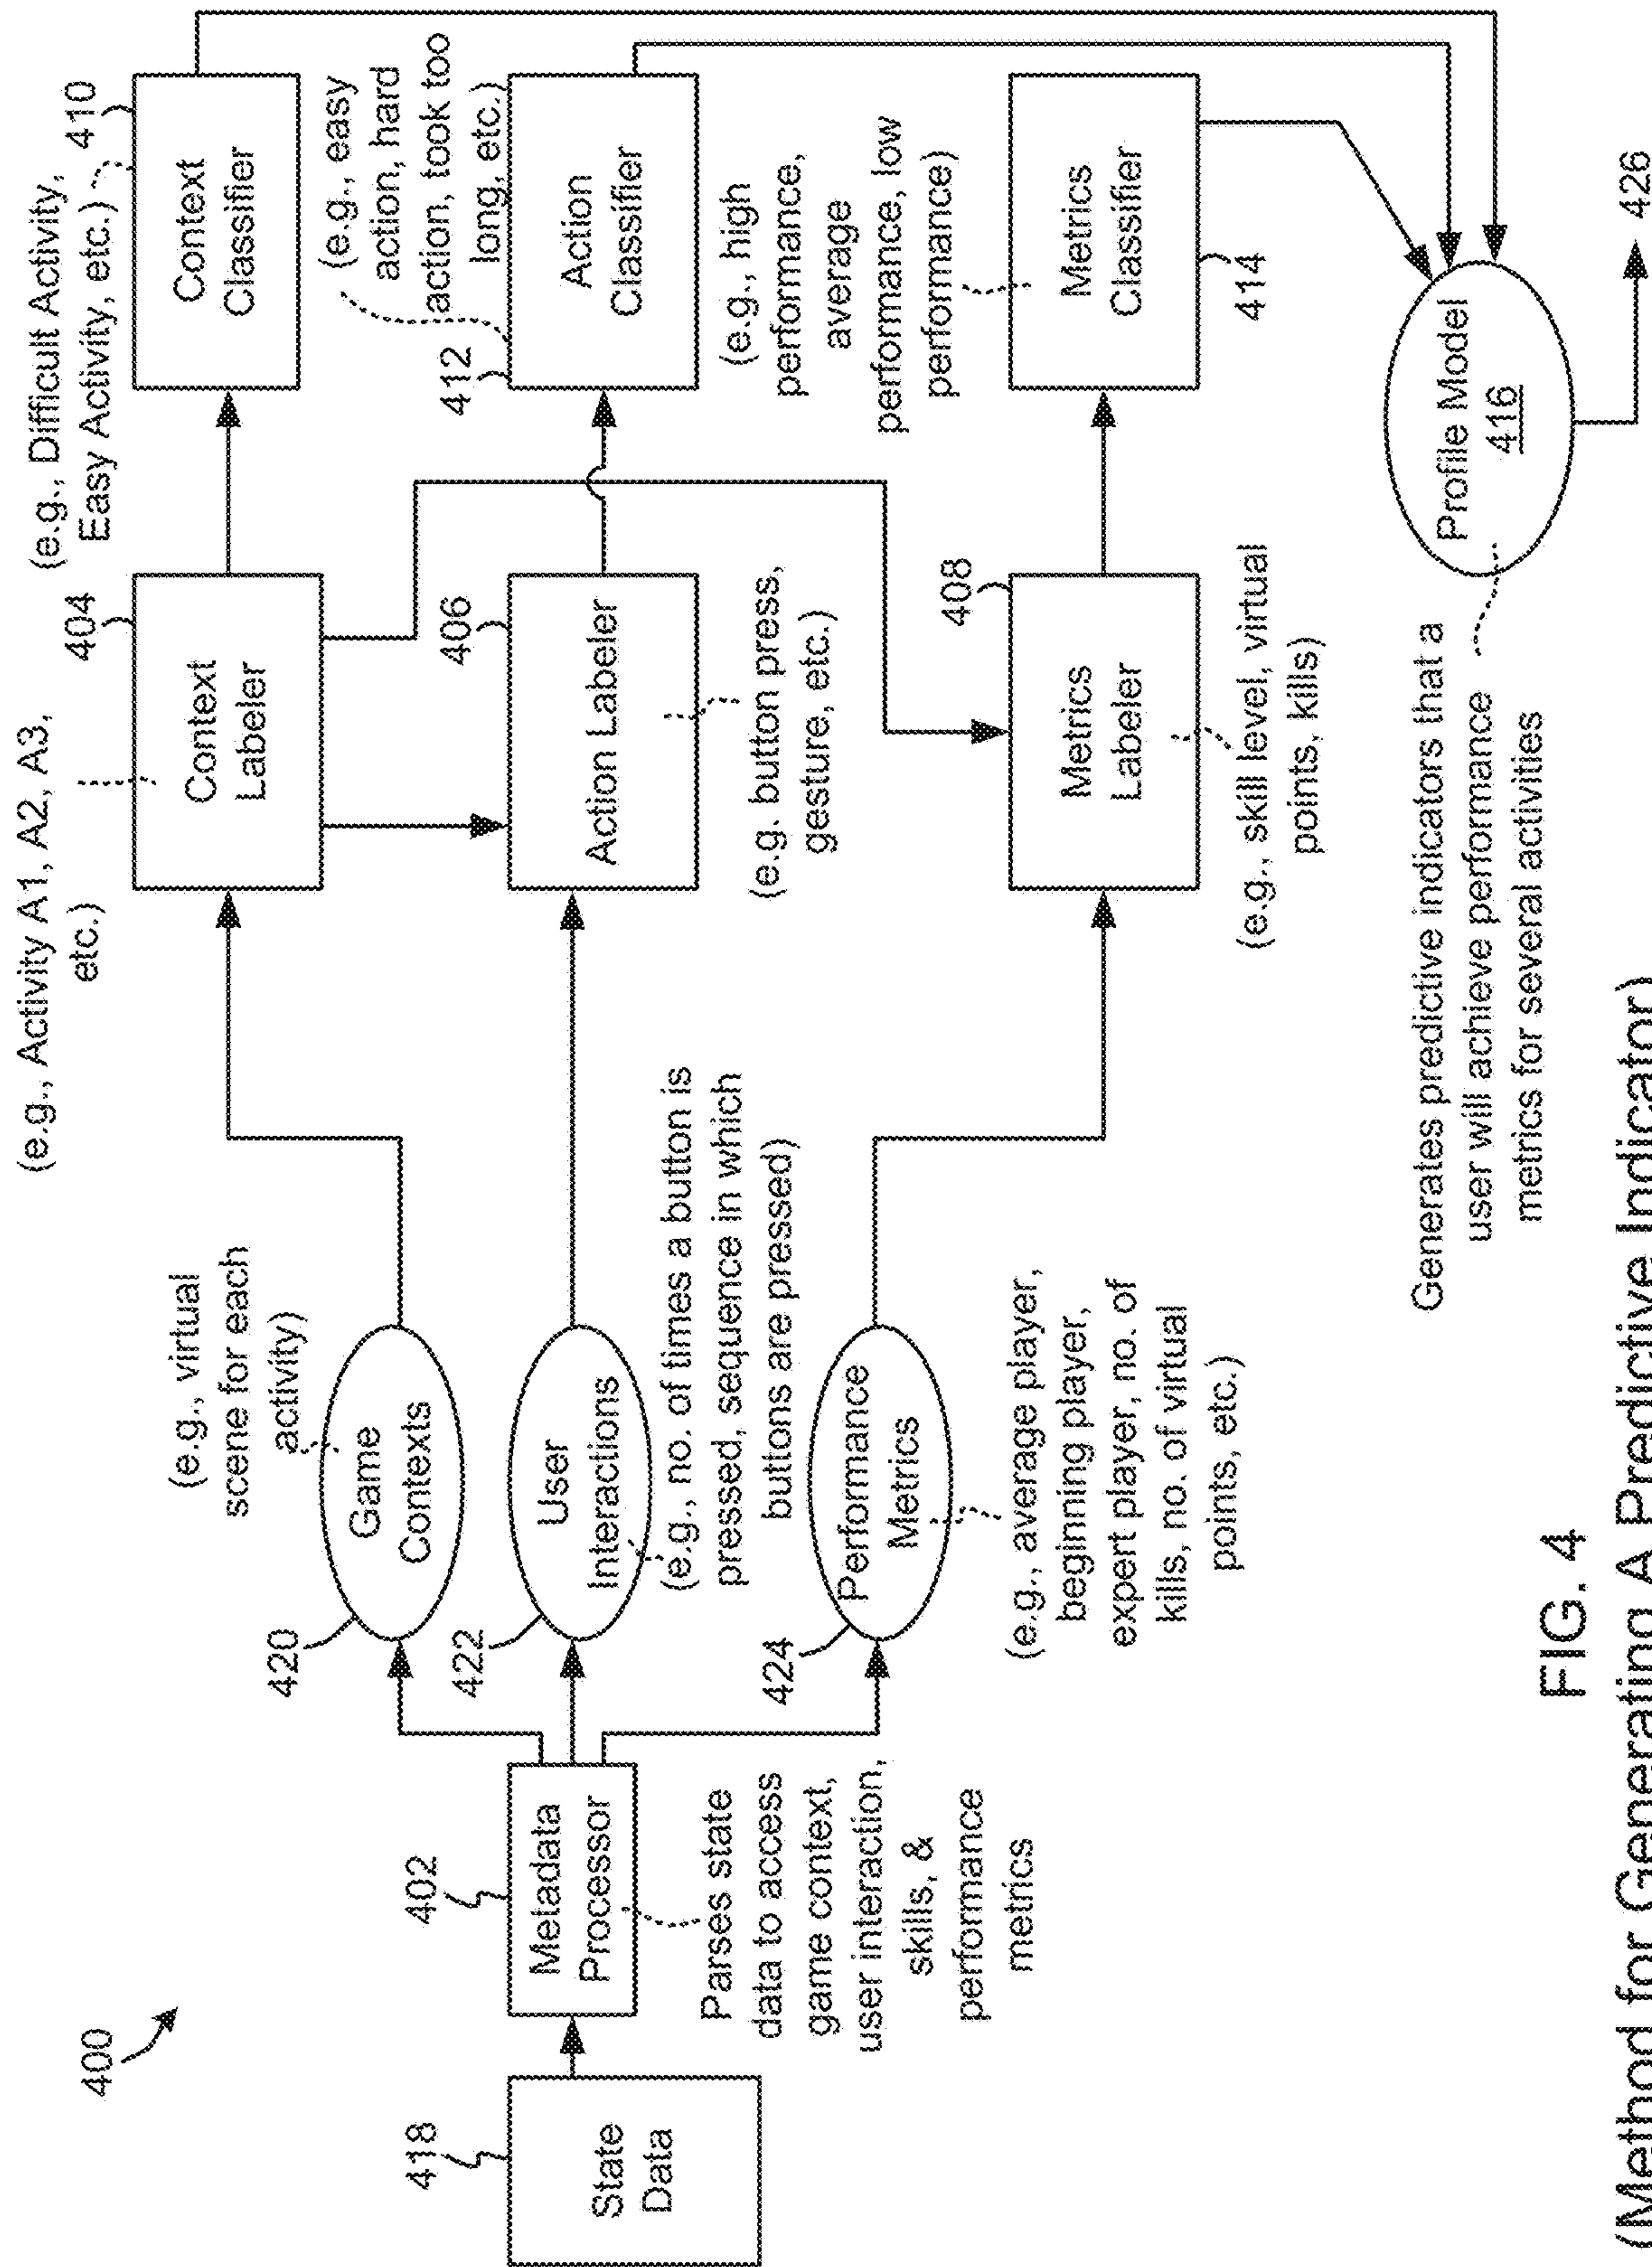 400
418
State
Data
402
Metadata
Processor
Parses state
data to access
game context,
user interaction,
skills, &
performance
metrics
420
Game
Contexts
(e.g., virtual
scene for each
activity)
422
User
Interactions
(e.g., no. of times a button is
pressed, sequence in which
buttons are pressed)
424
Performance
Metrics
(e.g., average player,
beginning player,
expert player, no. of
kills, no. of virtual
points, etc.)
(e.g., Activity A1, A2, A3,
etc.)
404
Context
Labeler
406
Action Labeler
(e.g. button press,
gesture, etc.)
408
Metrics
Labeler
(e.g., skill level, virtual
points, kills)
(e.g., Difficult Activity,
Easy Activity, etc.)
410
Context
Classifier
(e.g., easy
action, hard
action, took too
long, etc.)
412
Action
Classifier
(e.g., high
performance,
average
performance, low
performance)
Metrics
Classifier
414
Profile Model
416
Generates predictive indicators that a
user will achieve performance
metrics for several activities
426
FIG. 4
(Method for Generating A Predictive Indicator)